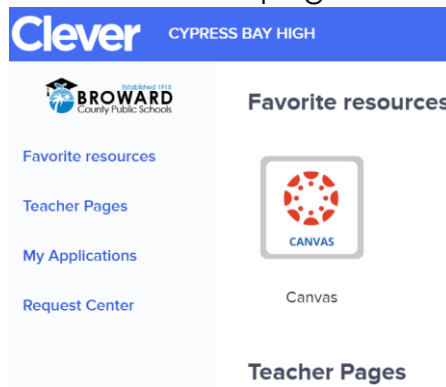 Clever CYPRESS BAY HIGH
Established 1915
BROWARD
County Public Schools
Favorite resources
Teacher Pages
My Applications
Request Center
Favorite resources
CANVAS
Canvas
Teacher Pages